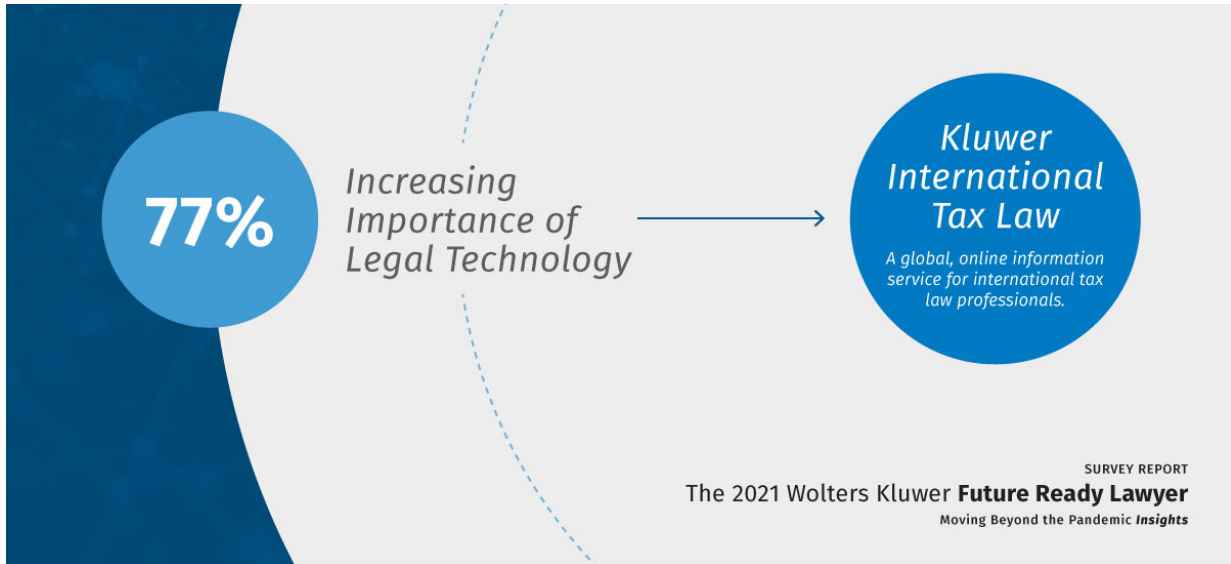 77%
Increasing
Importance of
Legal Technology
Kluwer
International
Tax Law
A global, online information
service for international tax
law professionals.
SURVEY REPORT
The 2021 Wolters Kluwer Future Ready Lawyer
Moving Beyond the Pandemic Insights